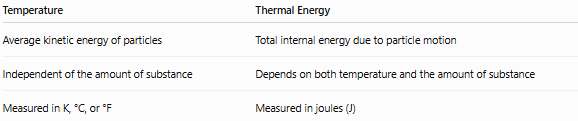 Temperature Thermal Energy
Average kinetic energy of particles Total internal energy due to particle motion
Independent of the amount of substance Depends on both temperature and the amount of substance
Measured in K, °C, or °F Measured in joules (J)